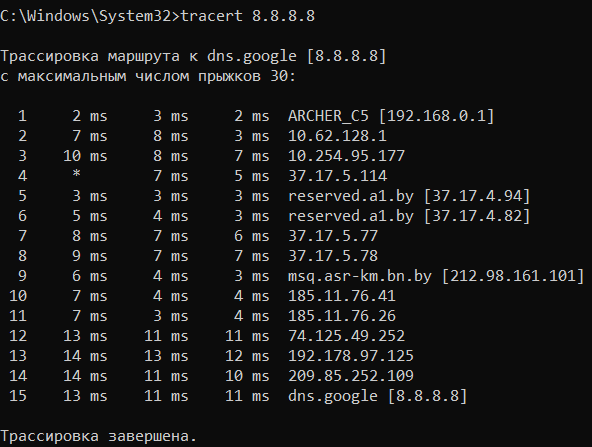 C:\Windows\System32>tracert 8.8.8.8
Трассировка маршрута к dns.google [8.8.8.8]
с максимальным числом прыжков 30:
1 2 ms 3 ms 2 ms ARCHER_C5 [192.168.0.1]
2 7 ms 8 ms 3 ms 10.62.128.1
3 10 ms 8 ms 7 ms 10.254.95.177
4 * 7 ms 5 ms 37.17.5.114
5 3 ms 3 ms 3 ms reserved.a1.by [37.17.4.94]
6 5 ms 4 ms 3 ms reserved.a1.by [37.17.4.82]
7 8 ms 7 ms 6 ms 37.17.5.77
8 9 ms 7 ms 7 ms 37.17.5.78
9 6 ms 4 ms 3 ms msq.asr-km.bn.by [212.98.161.101]
10 7 ms 4 ms 4 ms 185.11.76.41
11 7 ms 3 ms 4 ms 185.11.76.26
12 13 ms 11 ms 11 ms 74.125.49.252
13 14 ms 13 ms 12 ms 192.178.97.125
14 14 ms 11 ms 10 ms 209.85.252.109
15 13 ms 11 ms 11 ms dns.google [8.8.8.8]
Трассировка завершена.